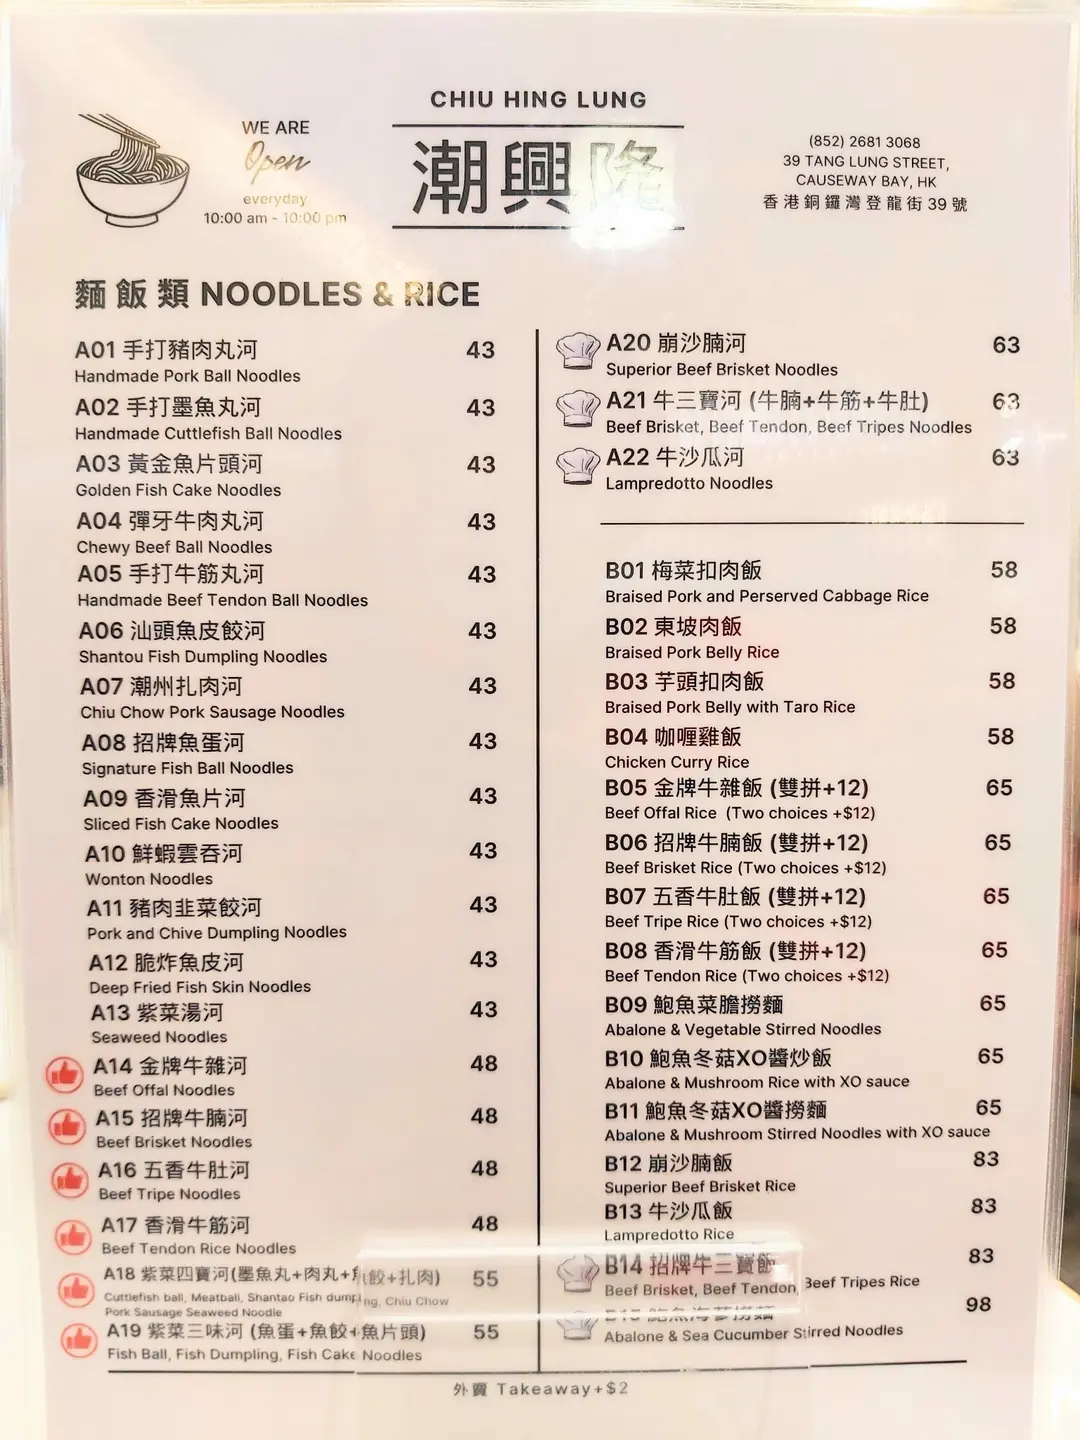 CHIU HING LUNG
WE ARE
Open
everyday
10:00 am - 10:00 pm
潮興隆
(852) 2681 3068
39 TANG LUNG STREET,
CAUSEWAY BAY, HK
香港銅鑼灣登龍街 39 號
麵飯類 NOODLES & RICE
A01 手打豬肉丸河 43
Handmade Pork Ball Noodles
A02 手打墨魚丸河 43
Handmade Cuttlefish Ball Noodles
A03 黃金魚片頭河 43
Golden Fish Cake Noodles
A04 彈牙牛肉丸河 43
Chewy Beef Ball Noodles
A05 手打牛筋丸河 43
Handmade Beef Tendon Ball Noodles
A06 汕頭魚皮餃河 43
Shantou Fish Dumpling Noodles
A07 潮州扎肉河 43
Chiu Chow Pork Sausage Noodles
A08 招牌魚蛋河 43
Signature Fish Ball Noodles
A09 香滑魚片河 43
Sliced Fish Cake Noodles
A10 鮮蝦雲吞河 43
Wonton Noodles
A11 豬肉韭菜餃河 43
Pork and Chive Dumpling Noodles
A12 脆炸魚皮河 43
Deep Fried Fish Skin Noodles
A13 紫菜湯河 43
Seaweed Noodles
A14 金牌牛雜河 48
Beef Offal Noodles
A15 招牌牛腩河 48
Beef Brisket Noodles
A16 五香牛肚河 48
Beef Tripe Noodles
A17 香滑牛筋河 48
Beef Tendon Rice Noodles
A18 紫菜四寶河(墨魚丸+肉丸+魚餃+扎肉) 55
Cuttlefish ball, Meatball, Shantao Fish dumpling, Chiu Chow
Pork Sausage Seaweed Noodle
A19 紫菜三味河 (魚蛋+魚餃+魚片頭) 55
Fish Ball, Fish Dumpling, Fish Cake Noodles
A20 崩沙腩河 63
Superior Beef Brisket Noodles
A21 牛三寶河 (牛腩+牛筋+牛肚) 63
Beef Brisket, Beef Tendon, Beef Tripes Noodles
A22 牛沙瓜河 63
Lampredotto Noodles
B01 梅菜扣肉飯 58
Braised Pork and Perserved Cabbage Rice
B02 東坡肉飯 58
Braised Pork Belly Rice
B03 芋頭扣肉飯 58
Braised Pork Belly with Taro Rice
B04 咖喱雞飯 58
Chicken Curry Rice
B05 金牌牛雜飯 (雙拼+12) 65
Beef Offal Rice (Two choices +$12)
B06 招牌牛腩飯 (雙拼+12) 65
Beef Brisket Rice (Two choices +$12)
B07 五香牛肚飯 (雙拼+12) 65
Beef Tripe Rice (Two choices +$12)
B08 香滑牛筋飯 (雙拼+12) 65
Beef Tendon Rice (Two choices +$12)
B09 鮑魚菜膽撈麵 65
Abalone & Vegetable Stirred Noodles
B10 鮑魚冬菇XO醬炒飯 65
Abalone & Mushroom Rice with XO sauce
B11 鮑魚冬菇XO醬撈麵 65
Abalone & Mushroom Stirred Noodles with XO sauce
B12 崩沙腩飯 83
Superior Beef Brisket Rice
B13 牛沙瓜飯 83
Lampredotto Rice
B14 招牌牛三寶飯 83
Beef Brisket, Beef Tendon, Beef Tripes Rice
B15 鮑魚海參撈麵 98
Abalone & Sea Cucumber Stirred Noodles
外賣 Takeaway+$2